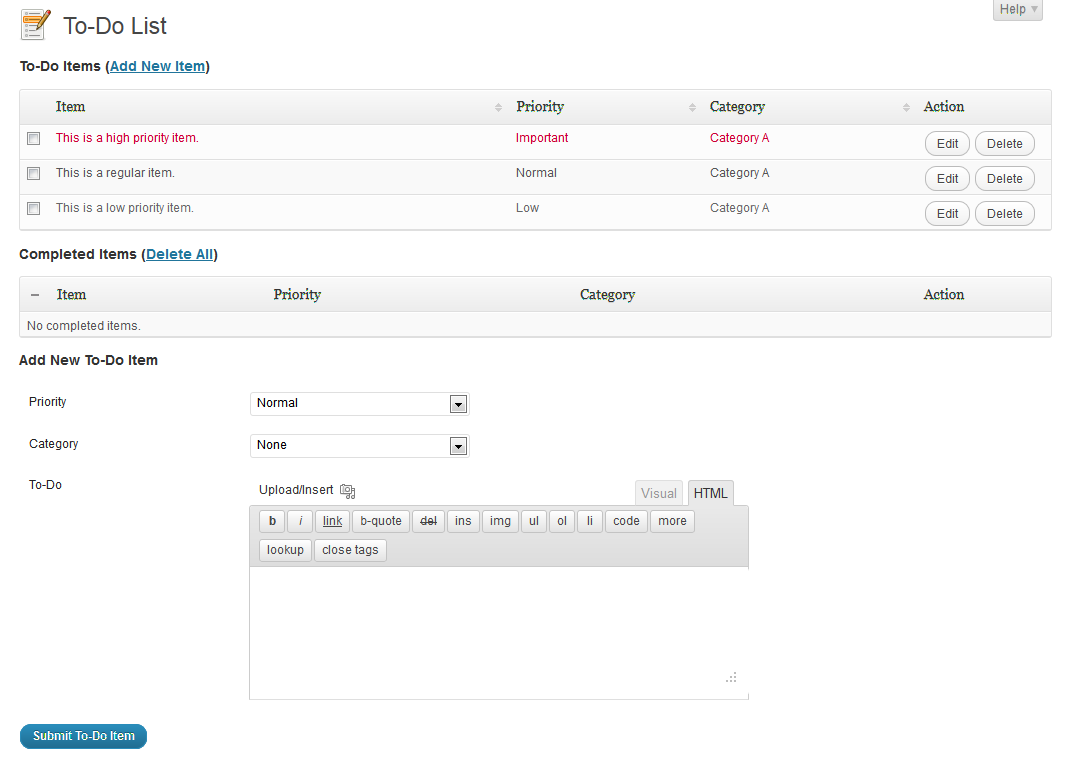 Help
To-Do List
To-Do Items (Add New Item)
Item Priority Category Action
This is a high priority item. Important Category A Edit Delete
This is a regular item. Normal Category A Edit Delete
This is a low priority item. Low Category A Edit Delete
Completed Items (Delete All)
– Item Priority Category Action
No completed items.
Add New To-Do Item
Priority Normal
Category None
To-Do Upload/Insert Visual HTML
b i link b-quote del ins img ul ol li code more
lookup close tags
Submit To-Do Item